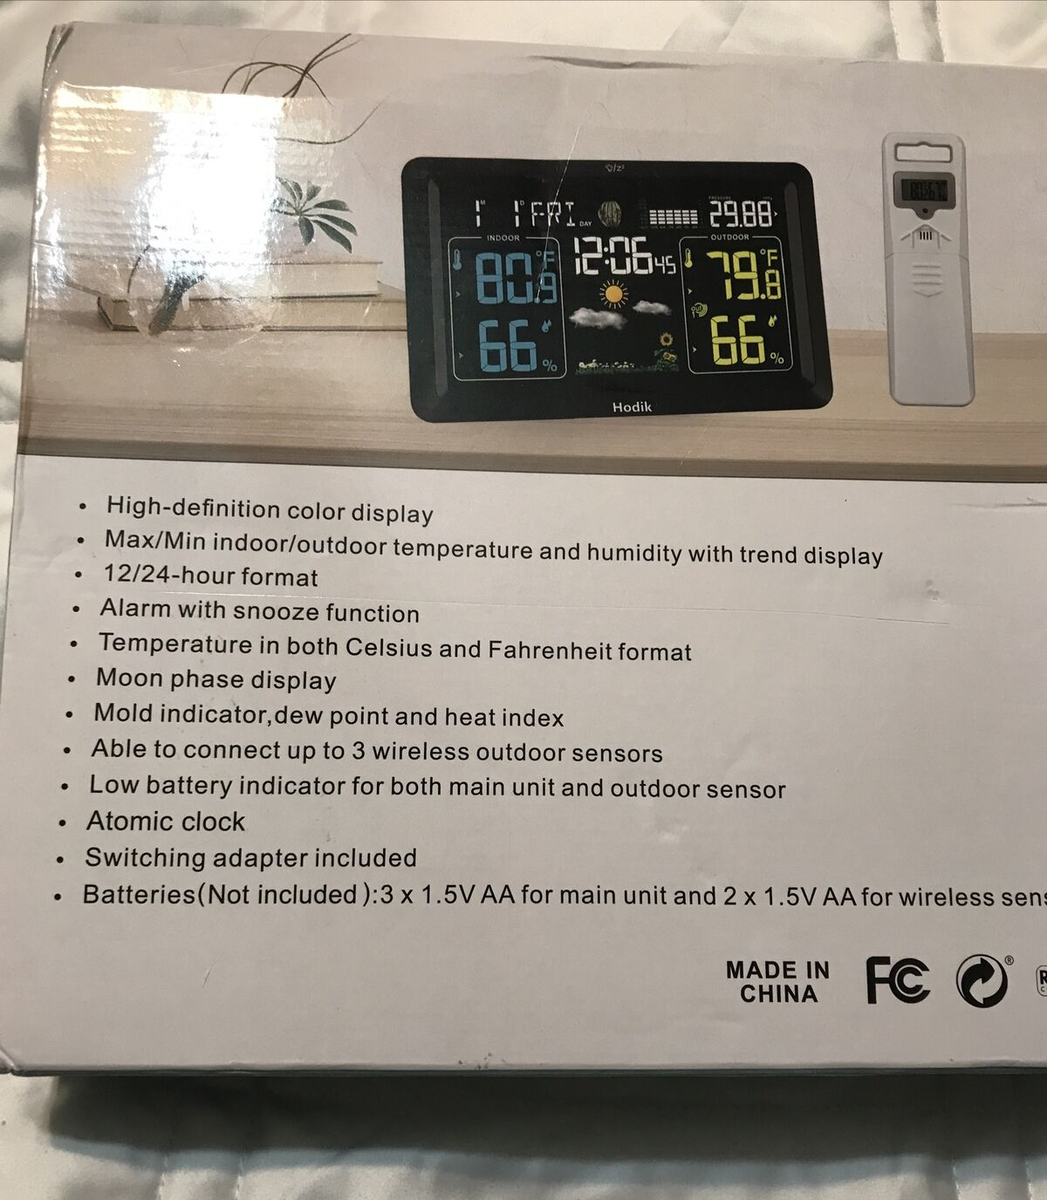 1 M 1 D FRI DAY 29.88
INDOOR OUTDOOR
80.9 °F 12:06 45 79.8 °F
66 % 66 %
Hodik
• High-definition color display
• Max/Min indoor/outdoor temperature and humidity with trend display
• 12/24-hour format
• Alarm with snooze function
• Temperature in both Celsius and Fahrenheit format
• Moon phase display
• Mold indicator,dew point and heat index
• Able to connect up to 3 wireless outdoor sensors
• Low battery indicator for both main unit and outdoor sensor
• Atomic clock
• Switching adapter included
• Batteries(Not included ):3 x 1.5V AA for main unit and 2 x 1.5V AA for wireless sens
MADE IN
CHINA
FC
®